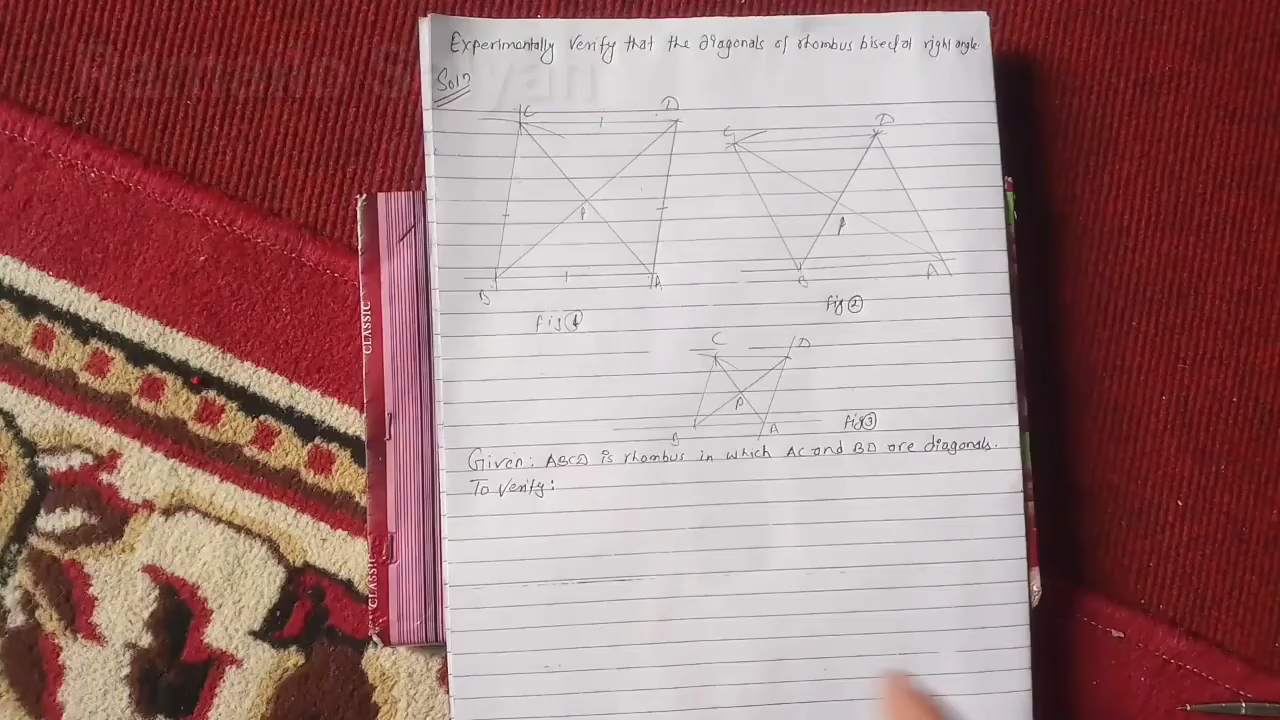 Experimentally Verify that the diagonals of rhombus bisect at right angle.
Soln
C D
C D
P
P
B A
B A
fig ①
fig ②
C D
P
B A
fig ③
Given: ABCD is rhombus in which AC and BD are diagonals.
To Verify:
CLASSIC
CLASSIC